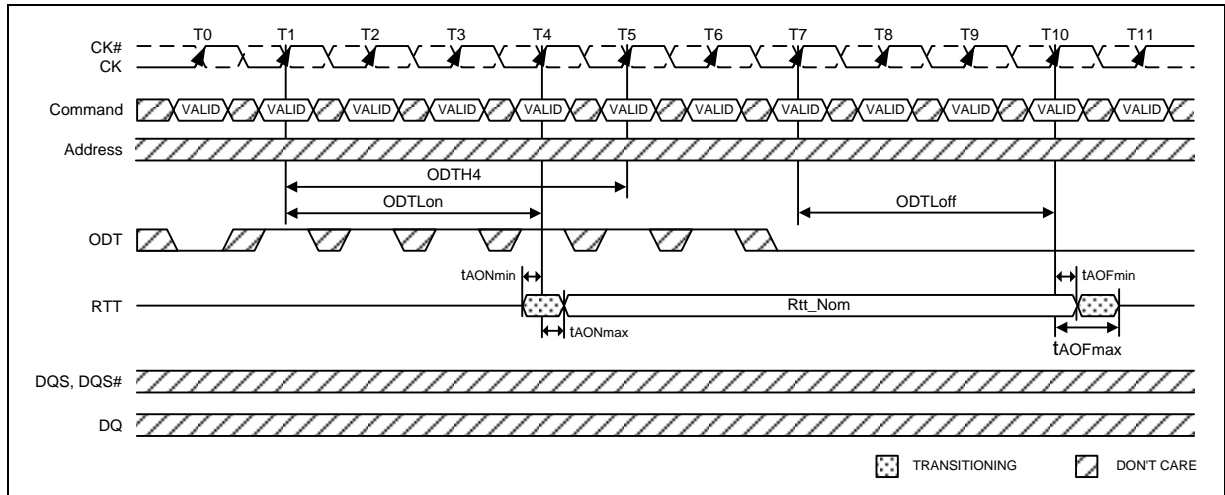 T0 T1 T2 T3 T4 T5 T6 T7 T8 T9 T10 T11
CK#
CK
Command VALID VALID VALID VALID VALID VALID VALID VALID VALID VALID VALID VALID
Address
ODTH4
ODTLon ODTLoff
ODT
tAONmin tAOFmin
RTT Rtt_Nom
tAONmax
tAOFmax
DQS, DQS#
DQ
TRANSITIONING DON'T CARE